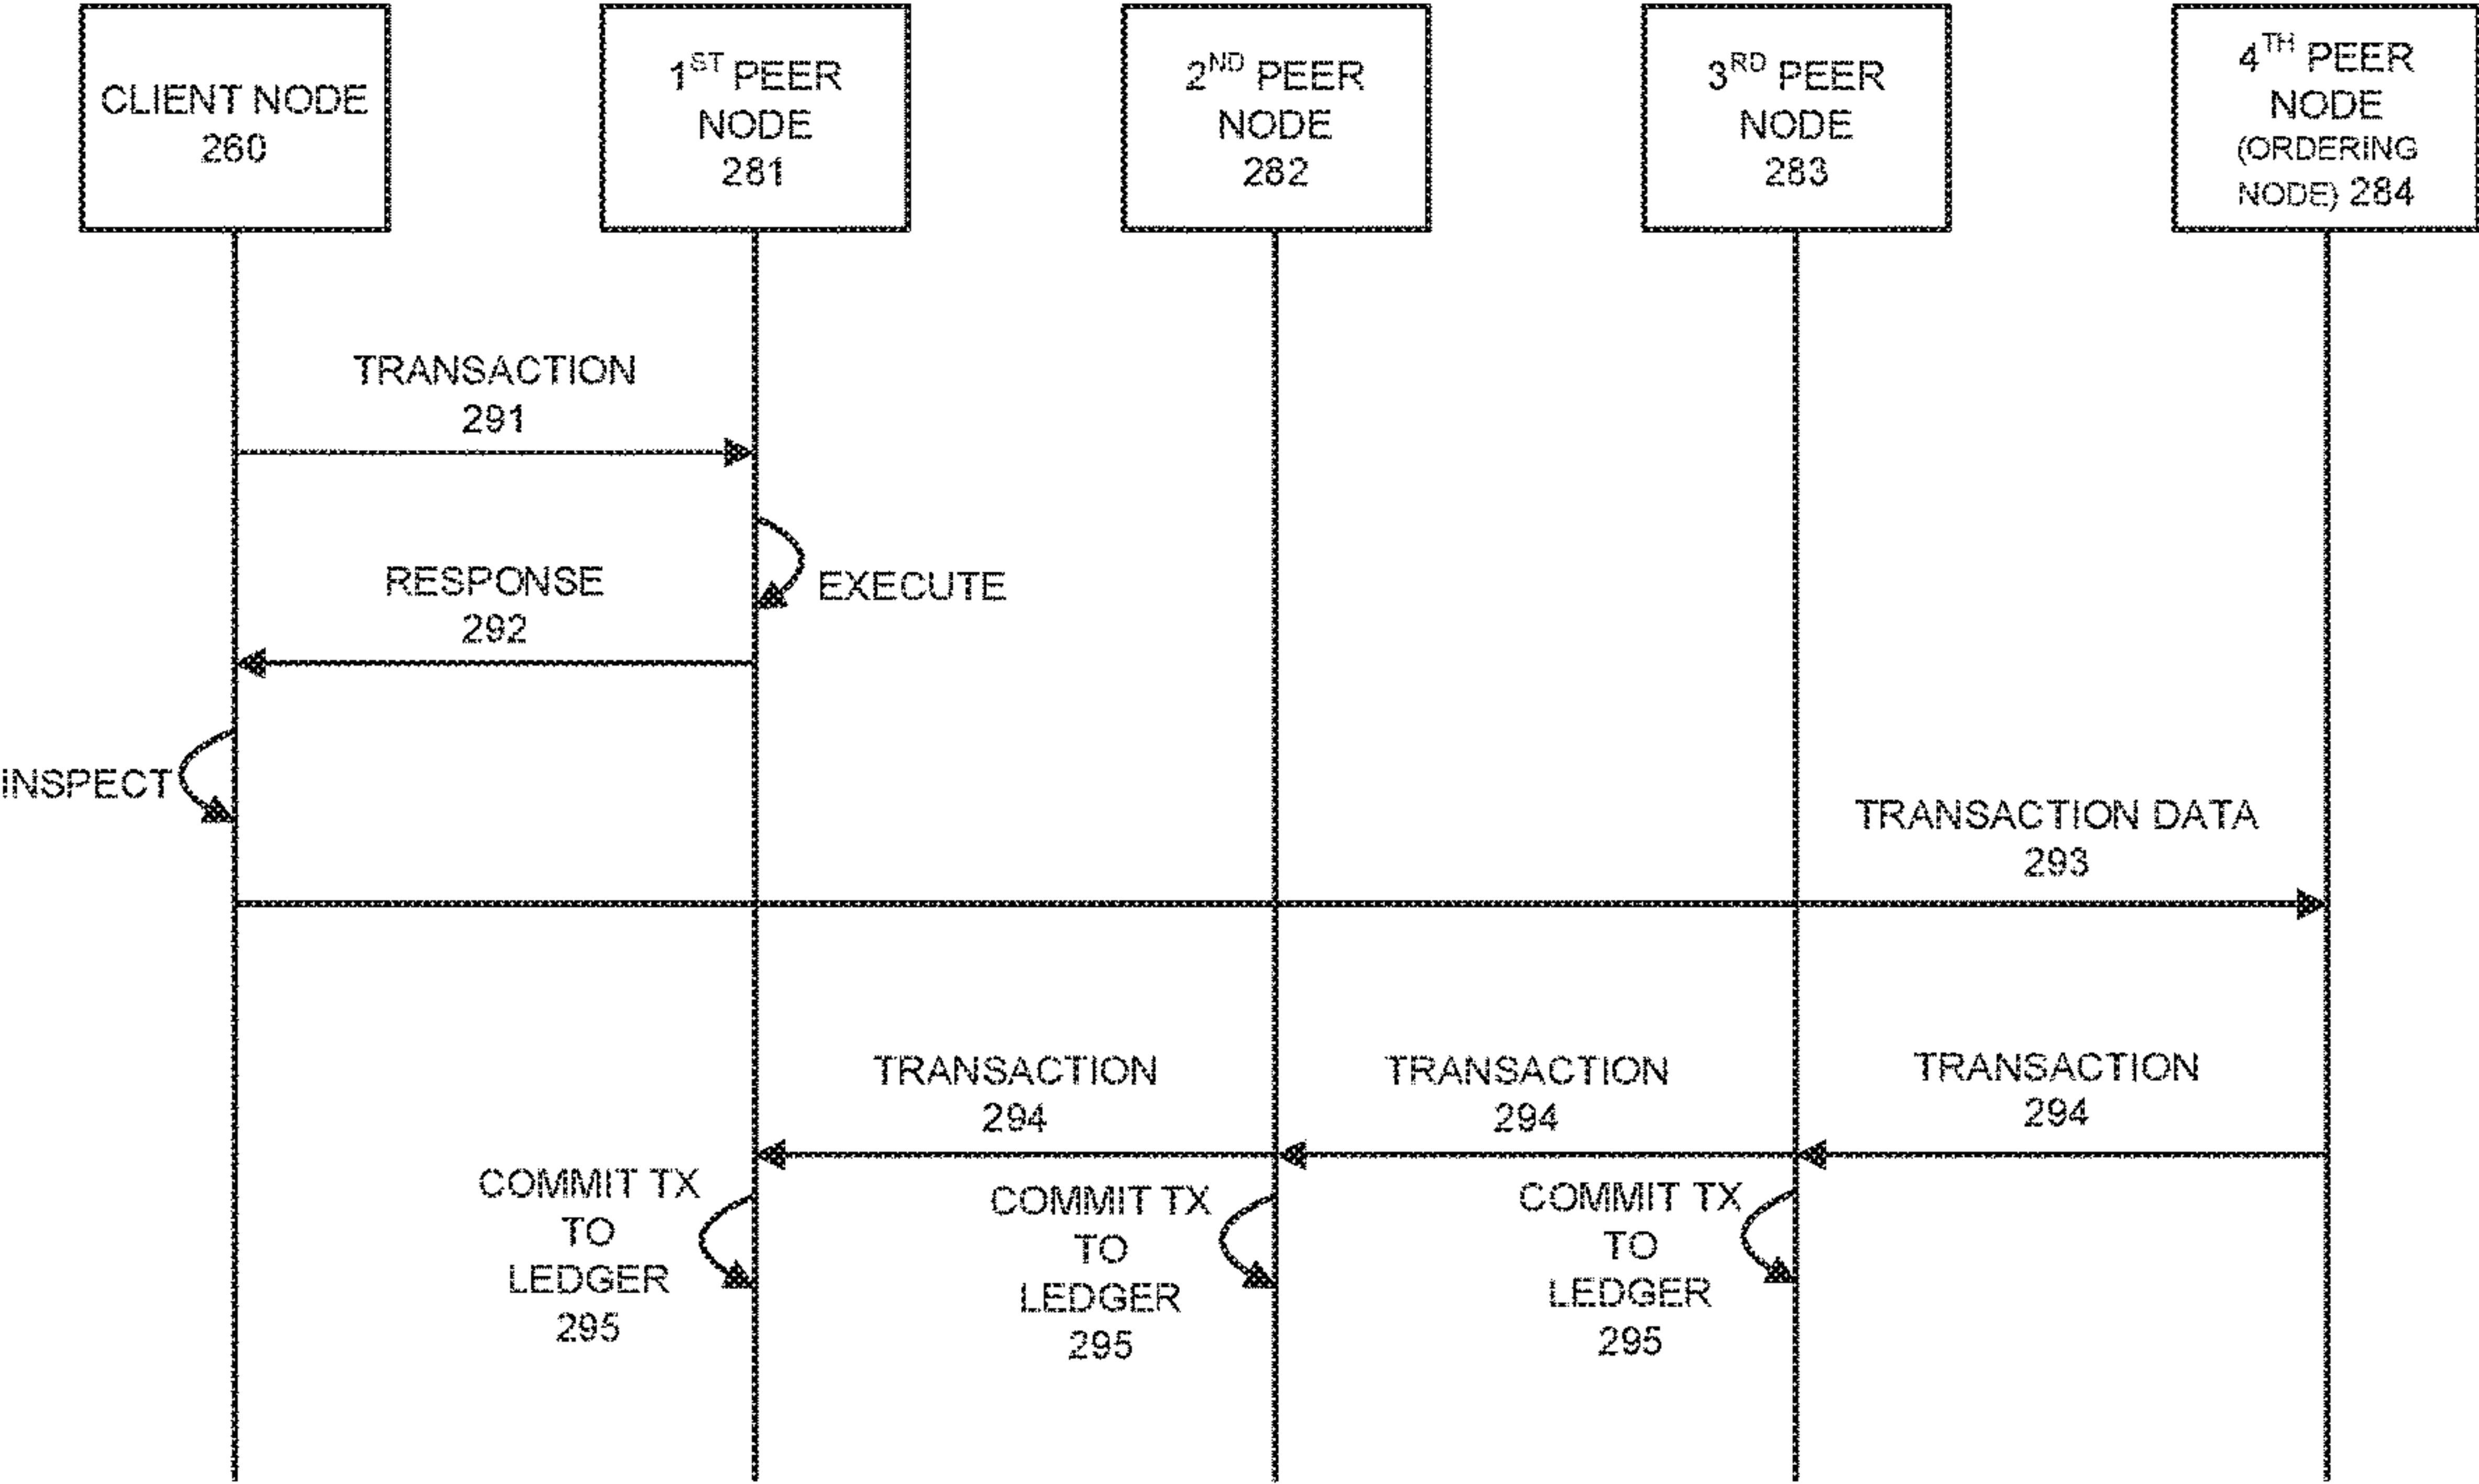 CLIENT NODE
260
1ST PEER
NODE
281
2ND PEER
NODE
282
3RD PEER
NODE
283
4TH PEER
NODE
(ORDERING
NODE) 284
TRANSACTION
291
EXECUTE
RESPONSE
292
INSPECT
TRANSACTION DATA
293
TRANSACTION
294
TRANSACTION
294
TRANSACTION
294
COMMIT TX
TO
LEDGER
295
COMMIT TX
TO
LEDGER
295
COMMIT TX
TO
LEDGER
295